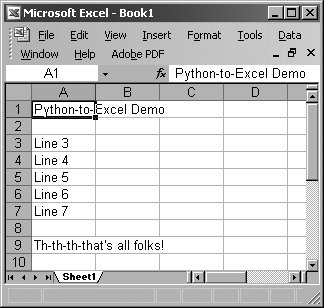 Microsoft Excel - Book1
File Edit View Insert Format Tools Data
Window Help Adobe PDF
A1 fx Python-to-Excel Demo
A B C D
1 Python-to-Excel Demo
2
3 Line 3
4 Line 4
5 Line 5
6 Line 6
7 Line 7
8
9 Th-th-th-that's all folks!
10
Sheet1